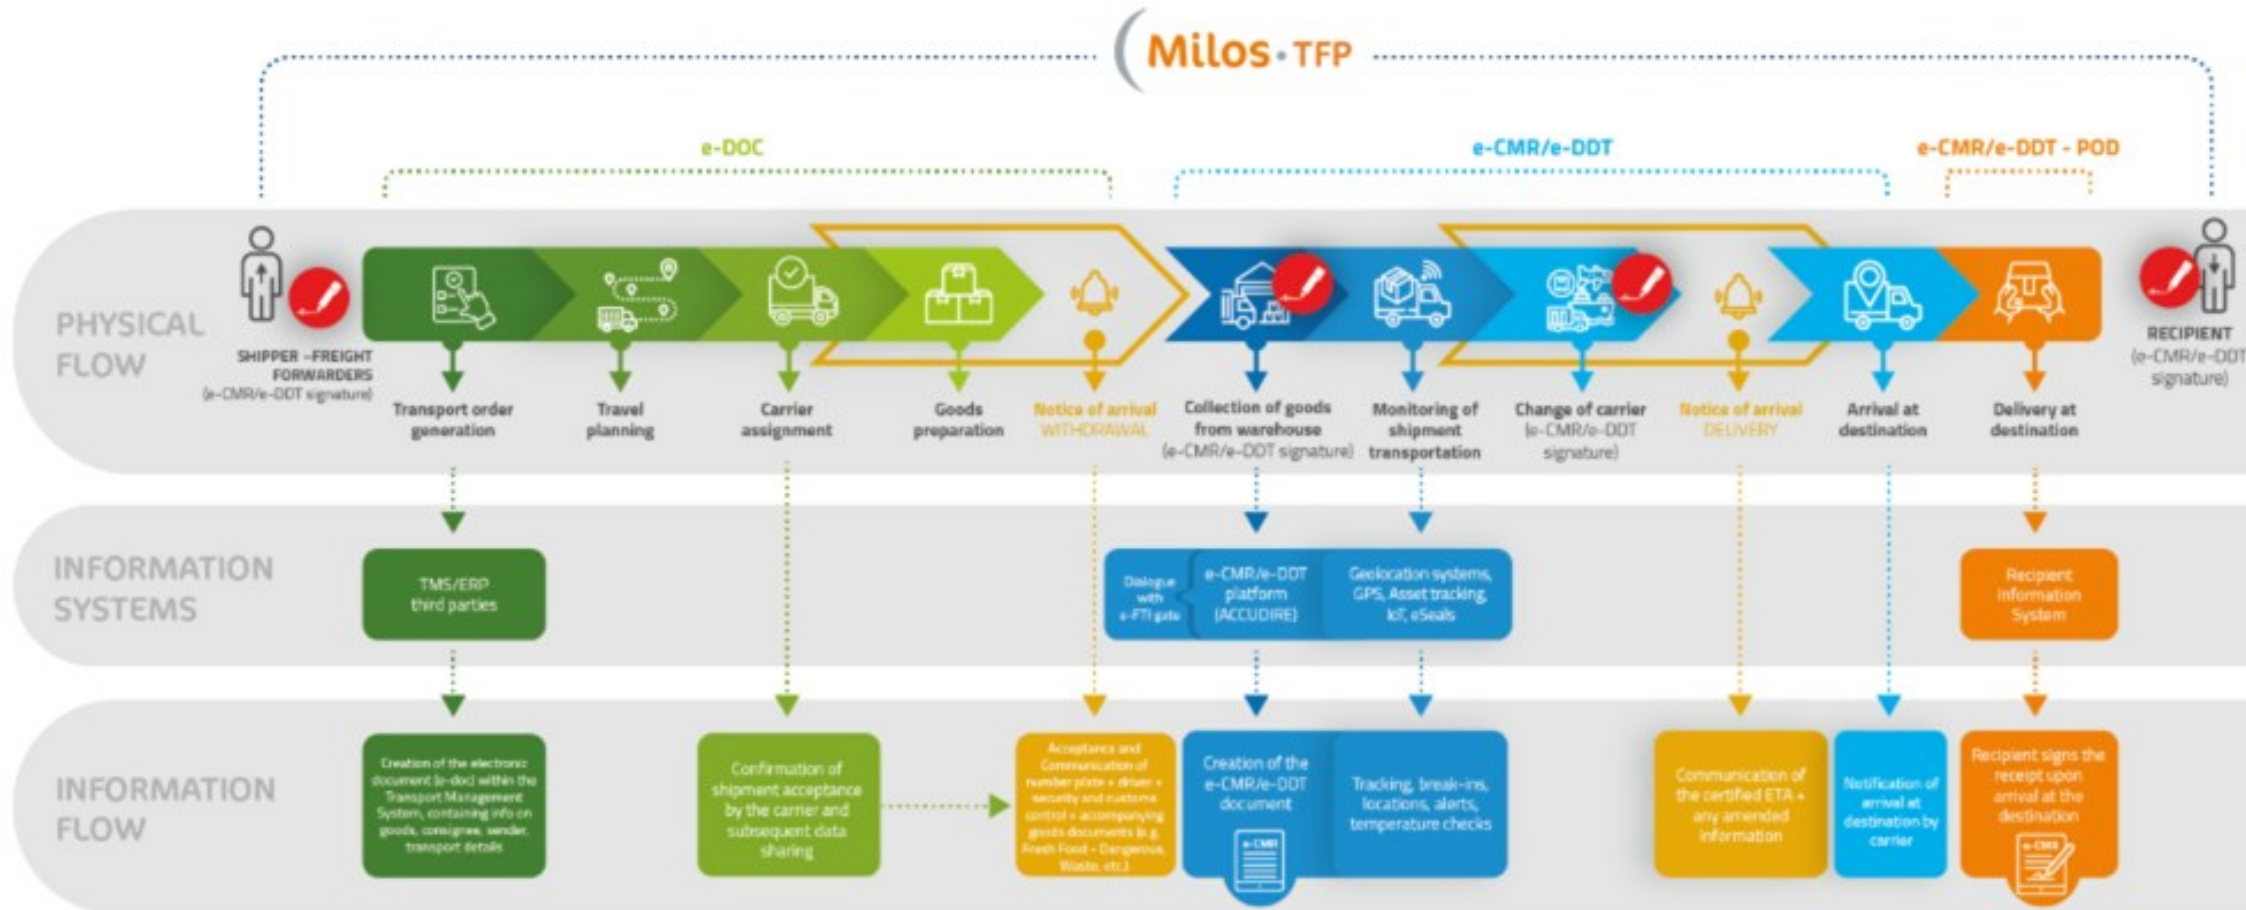 Milos • TFP
e-DOC
e-CMR/e-DDT
e-CMR/e-DDT - POD
PHYSICAL
FLOW
SHIPPER –FREIGHT
FORWARDERS
(e-CMR/e-DDT signature)
Transport order
generation
Travel
planning
Carrier
assignment
Goods
preparation
Notice of arrival
WITHDRAWAL
Collection of goods
from warehouse
(e-CMR/e-DDT signature)
Monitoring of
shipment
transportation
Change of carrier
(e-CMR/e-DDT
signature)
Notice of arrival
DELIVERY
Arrival at
destination
Delivery at
destination
RECIPIENT
(e-CMR/e-DDT
signature)
INFORMATION
SYSTEMS
TMS/ERP
third parties
Dialogue
with
e-FTI gate
e-CMR/e-DDT
platform
(ACCUDIRE)
Geolocation systems,
GPS, Asset tracking,
IoT, eSeals
Recipient
Information
System
INFORMATION
FLOW
Creation of the electronic
document (e-doc) within the
Transport Management
System, containing info on
goods, consignee, sender,
transport details
Confirmation of
shipment acceptance
by the carrier and
subsequent data
sharing
Acceptance and
Communication of
number plate + driver +
security and customs
control + accompanying
goods documents (e.g.
Fresh Food - Dangerous,
Waste, etc.)
Creation of the
e-CMR/e-DDT
document
e-CMR
Tracking, break-ins,
locations, alerts,
temperature checks
Communication of
the certified ETA +
any amended
information
Notification of
arrival at
destination by
carrier
Recipient signs the
receipt upon
arrival at the
destination
e-CMR